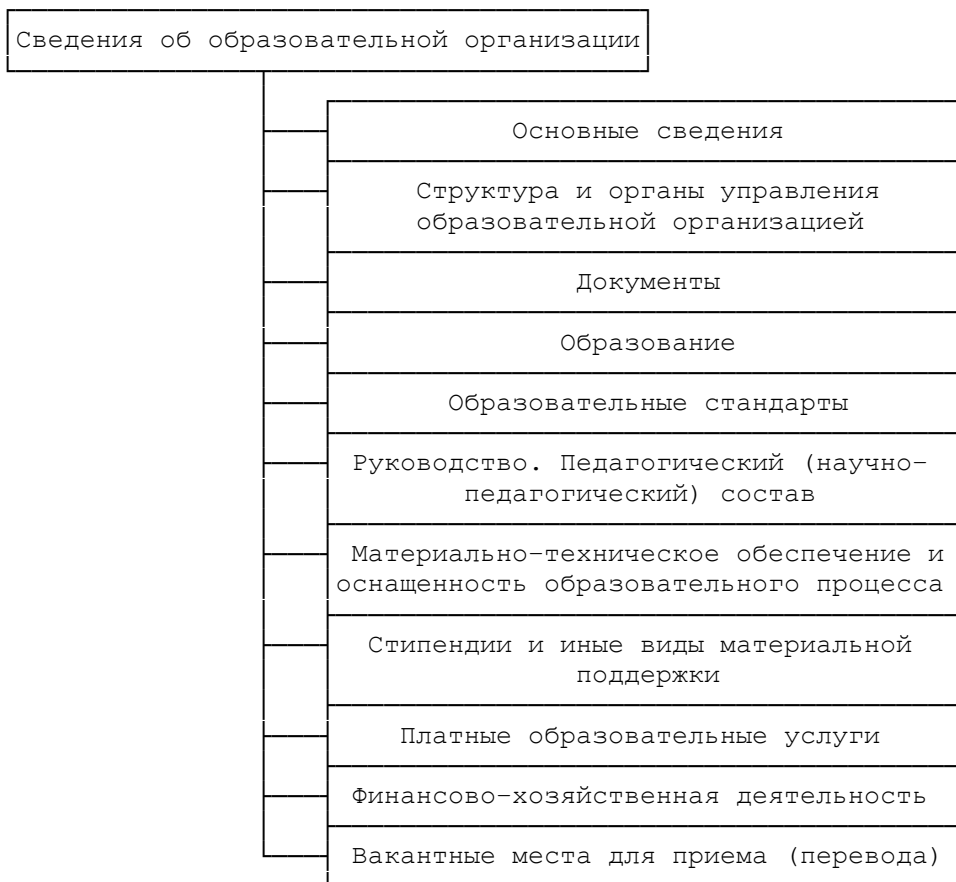 Сведения об образовательной организации
Основные сведения
Структура и органы управления
образовательной организацией
Документы
Образование
Образовательные стандарты
Руководство. Педагогический (научно-
педагогический) состав
Материально-техническое обеспечение и
оснащенность образовательного процесса
Стипендии и иные виды материальной
поддержки
Платные образовательные услуги
Финансово-хозяйственная деятельность
Вакантные места для приема (перевода)